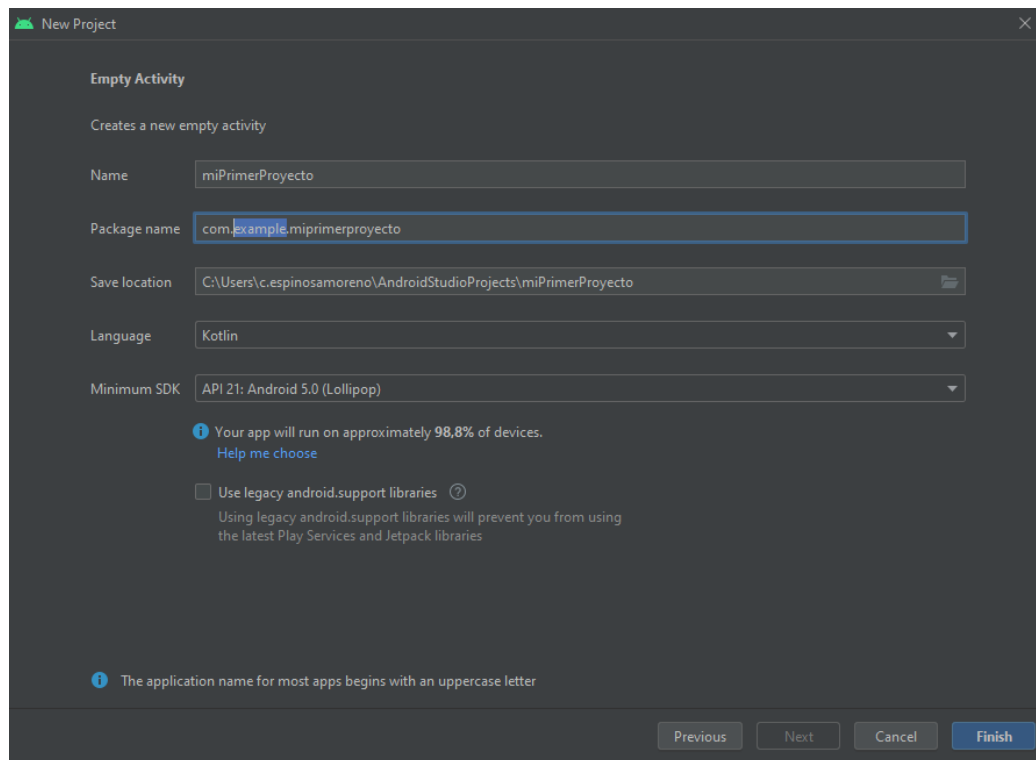 New Project
Empty Activity
Creates a new empty activity
Name miPrimerProyecto
Package name com.example.miprimerproyecto
Save location C:\Users\c.espinosamoreno\AndroidStudioProjects\miPrimerProyecto
Language Kotlin
Minimum SDK API 21: Android 5.0 (Lollipop)
Your app will run on approximately 98,8% of devices.
Help me choose
Use legacy android.support libraries ?
Using legacy android.support libraries will prevent you from using
the latest Play Services and Jetpack libraries
The application name for most apps begins with an uppercase letter
Previous Next Cancel Finish